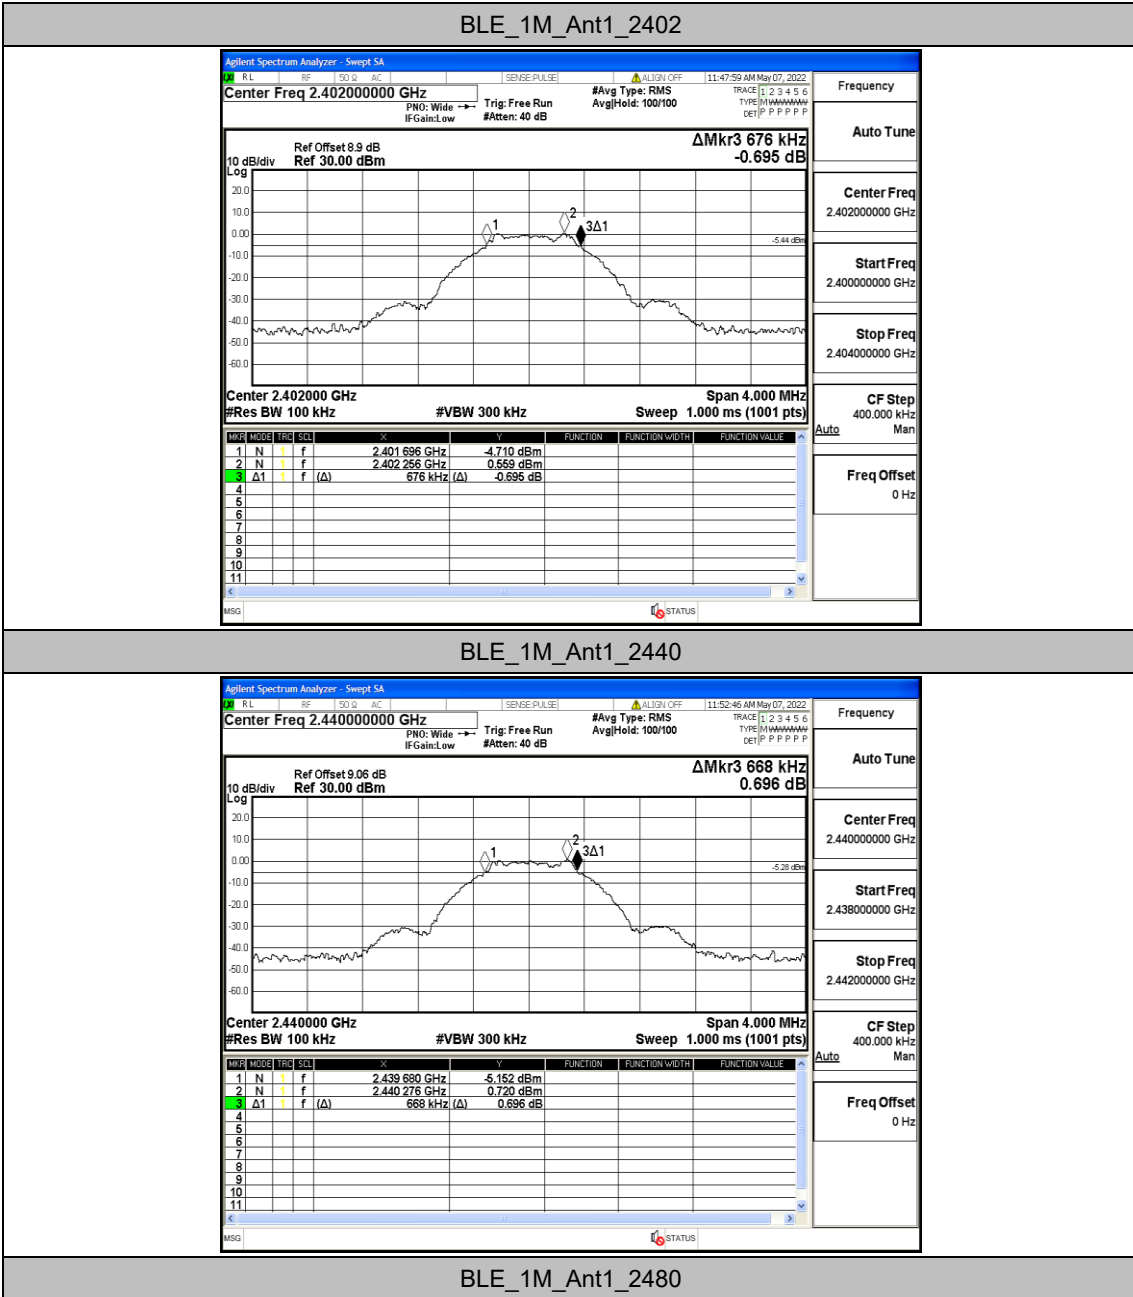 BLE_1M_Ant1_2402
Agilent Spectrum Analyzer - Swept SA
LXI RL RF 50 Ω AC SENSE:PULSE ALIGN OFF 11:47:59 AM May 07, 2022
Center Freq 2.402000000 GHz
PNO: Wide
IFGain:Low
Trig: Free Run
#Atten: 40 dB
#Avg Type: RMS
Avg|Hold: 100/100
TRACE 1 2 3 4 5 6
TYPE M
DET P P P P P P
Ref Offset 8.9 dB
10 dB/div Ref 30.00 dBm
Log
ΔMkr3 676 kHz
-0.695 dB
20.0
10.0
0.00
-10.0
-20.0
-30.0
-40.0
-50.0
-60.0
1
2
3Δ1
-5.44 dBm
Center 2.402000 GHz Span 4.000 MHz
#Res BW 100 kHz #VBW 300 kHz Sweep 1.000 ms (1001 pts)
MKR MODE TRC SCL X Y FUNCTION FUNCTION WIDTH FUNCTION VALUE
1 N 1 f 2.401 696 GHz -4.710 dBm
2 N 1 f 2.402 256 GHz 0.559 dBm
3 Δ1 1 f (Δ) 676 kHz (Δ) -0.695 dB
4
5
6
7
8
9
10
11
MSG STATUS
Frequency
Auto Tune
Center Freq
2.402000000 GHz
Start Freq
2.400000000 GHz
Stop Freq
2.404000000 GHz
CF Step
400.000 kHz
Auto Man
Freq Offset
0 Hz
BLE_1M_Ant1_2440
Agilent Spectrum Analyzer - Swept SA
LXI RL RF 50 Ω AC SENSE:PULSE ALIGN OFF 11:52:46 AM May 07, 2022
Center Freq 2.440000000 GHz
PNO: Wide
IFGain:Low
Trig: Free Run
#Atten: 40 dB
#Avg Type: RMS
Avg|Hold: 100/100
TRACE 1 2 3 4 5 6
TYPE M
DET P P P P P P
Ref Offset 9.06 dB
10 dB/div Ref 30.00 dBm
Log
ΔMkr3 668 kHz
0.696 dB
20.0
10.0
0.00
-10.0
-20.0
-30.0
-40.0
-50.0
-60.0
1
2
3Δ1
-5.28 dBm
Center 2.440000 GHz Span 4.000 MHz
#Res BW 100 kHz #VBW 300 kHz Sweep 1.000 ms (1001 pts)
MKR MODE TRC SCL X Y FUNCTION FUNCTION WIDTH FUNCTION VALUE
1 N 1 f 2.439 680 GHz -5.152 dBm
2 N 1 f 2.440 276 GHz 0.720 dBm
3 Δ1 1 f (Δ) 668 kHz (Δ) 0.696 dB
4
5
6
7
8
9
10
11
MSG STATUS
Frequency
Auto Tune
Center Freq
2.440000000 GHz
Start Freq
2.438000000 GHz
Stop Freq
2.442000000 GHz
CF Step
400.000 kHz
Auto Man
Freq Offset
0 Hz
BLE_1M_Ant1_2480